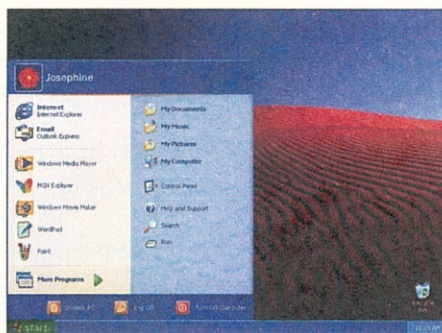 Josephine
Internet
Internet Explorer
Email
Outlook Express
Windows Media Player
MSN Explorer
Windows Movie Maker
WordPad
Paint
More Programs
My Documents
My Music
My Pictures
My Computer
Control Panel
Help and Support
Search
Run
Log Off
Turn Off Computer
start